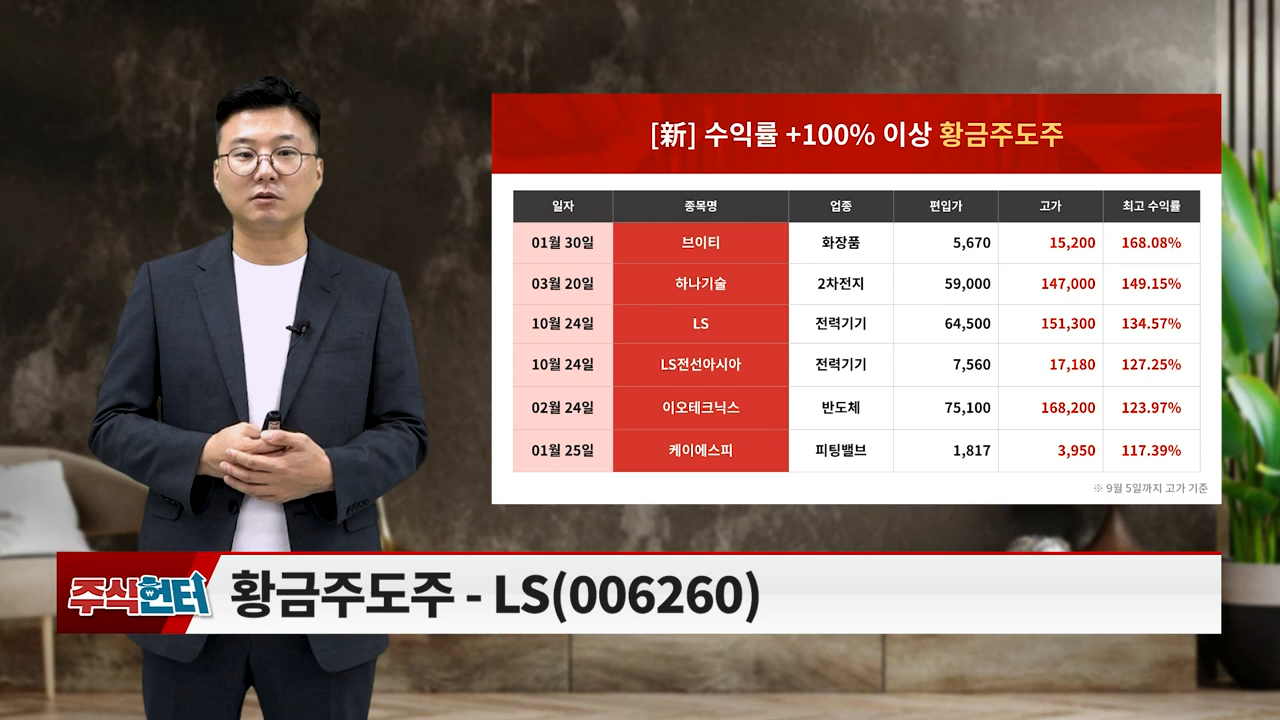 [新] 수익률 +100% 이상 황금주도주
일자 종목명 업종 편입가 고가 최고 수익률
01월 30일 브이티 화장품 5,670 15,200 168.08%
03월 20일 하나기술 2차전지 59,000 147,000 149.15%
10월 24일 LS 전력기기 64,500 151,300 134.57%
10월 24일 LS전선아시아 전력기기 7,560 17,180 127.25%
02월 24일 이오테크닉스 반도체 75,100 168,200 123.97%
01월 25일 케이에스피 피팅밸브 1,817 3,950 117.39%
※ 9월 5일까지 고가 기준
주식헌터 황금주도주 - LS(006260)